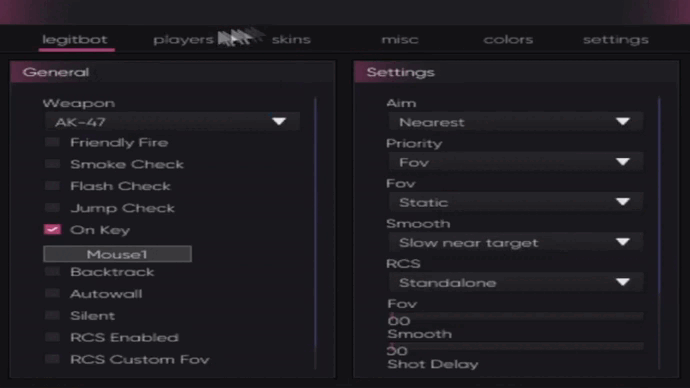 legitbot players skins misc colors settings
General
Weapon
AK-47
Friendly Fire
Smoke Check
Flash Check
Jump Check
On Key
Mouse1
Backtrack
Autowall
Silent
RCS Enabled
RCS Custom Fov
Settings
Aim
Nearest
Priority
Fov
Fov
Static
Smooth
Slow near target
RCS
Standalone
Fov
00
Smooth
00
Shot Delay